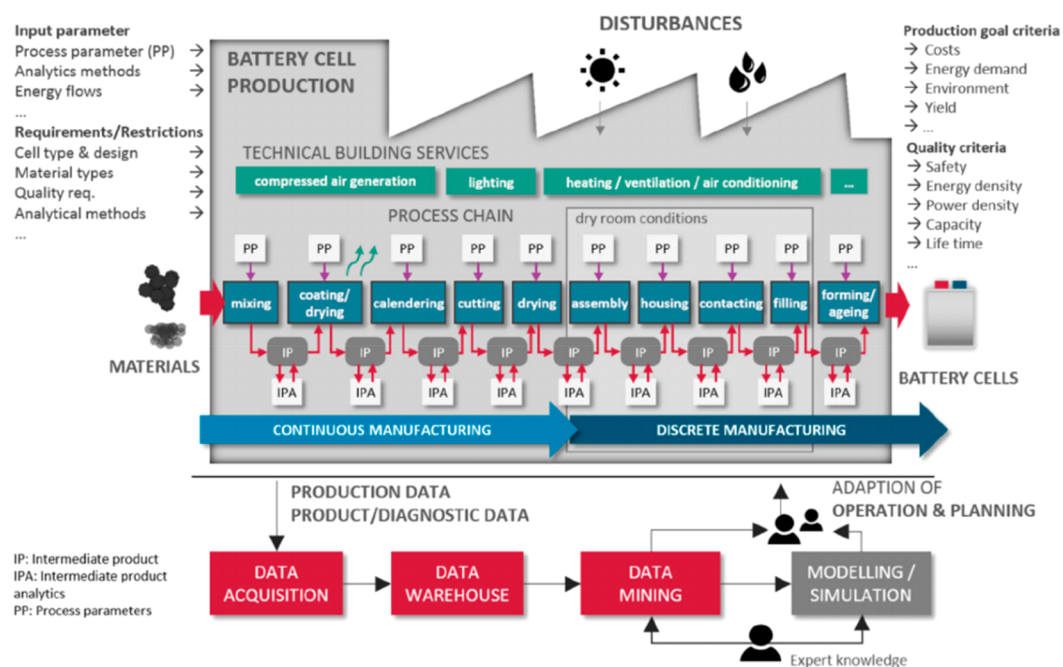 Input parameter
Process parameter (PP) →
Analytics methods →
Energy flows →
...
Requirements/Restrictions
Cell type & design →
Material types →
Quality req. →
Analytical methods →
...
BATTERY CELL
PRODUCTION
DISTURBANCES
Production goal criteria
→ Costs
→ Energy demand
→ Environment
→ Yield
→ ...
Quality criteria
→ Safety
→ Energy density
→ Power density
→ Capacity
→ Life time
...
TECHNICAL BUILDING SERVICES
compressed air generation
lighting
heating / ventilation / air conditioning
...
PROCESS CHAIN
dry room conditions
PP PP PP PP PP PP PP PP PP PP
mixing
coating/
drying
calendering
cutting
drying
assembly
housing
contacting
filling
forming/
ageing
IP IP IP IP IP IP IP IP IP
IPA IPA IPA IPA IPA IPA IPA IPA IPA
MATERIALS
BATTERY CELLS
CONTINUOUS MANUFACTURING
DISCRETE MANUFACTURING
PRODUCTION DATA
PRODUCT/DIAGNOSTIC DATA
ADAPTION OF
OPERATION & PLANNING
IP: Intermediate product
IPA: Intermediate product
analytics
PP: Process parameters
DATA
ACQUISITION
DATA
WAREHOUSE
DATA
MINING
MODELLING /
SIMULATION
Expert knowledge